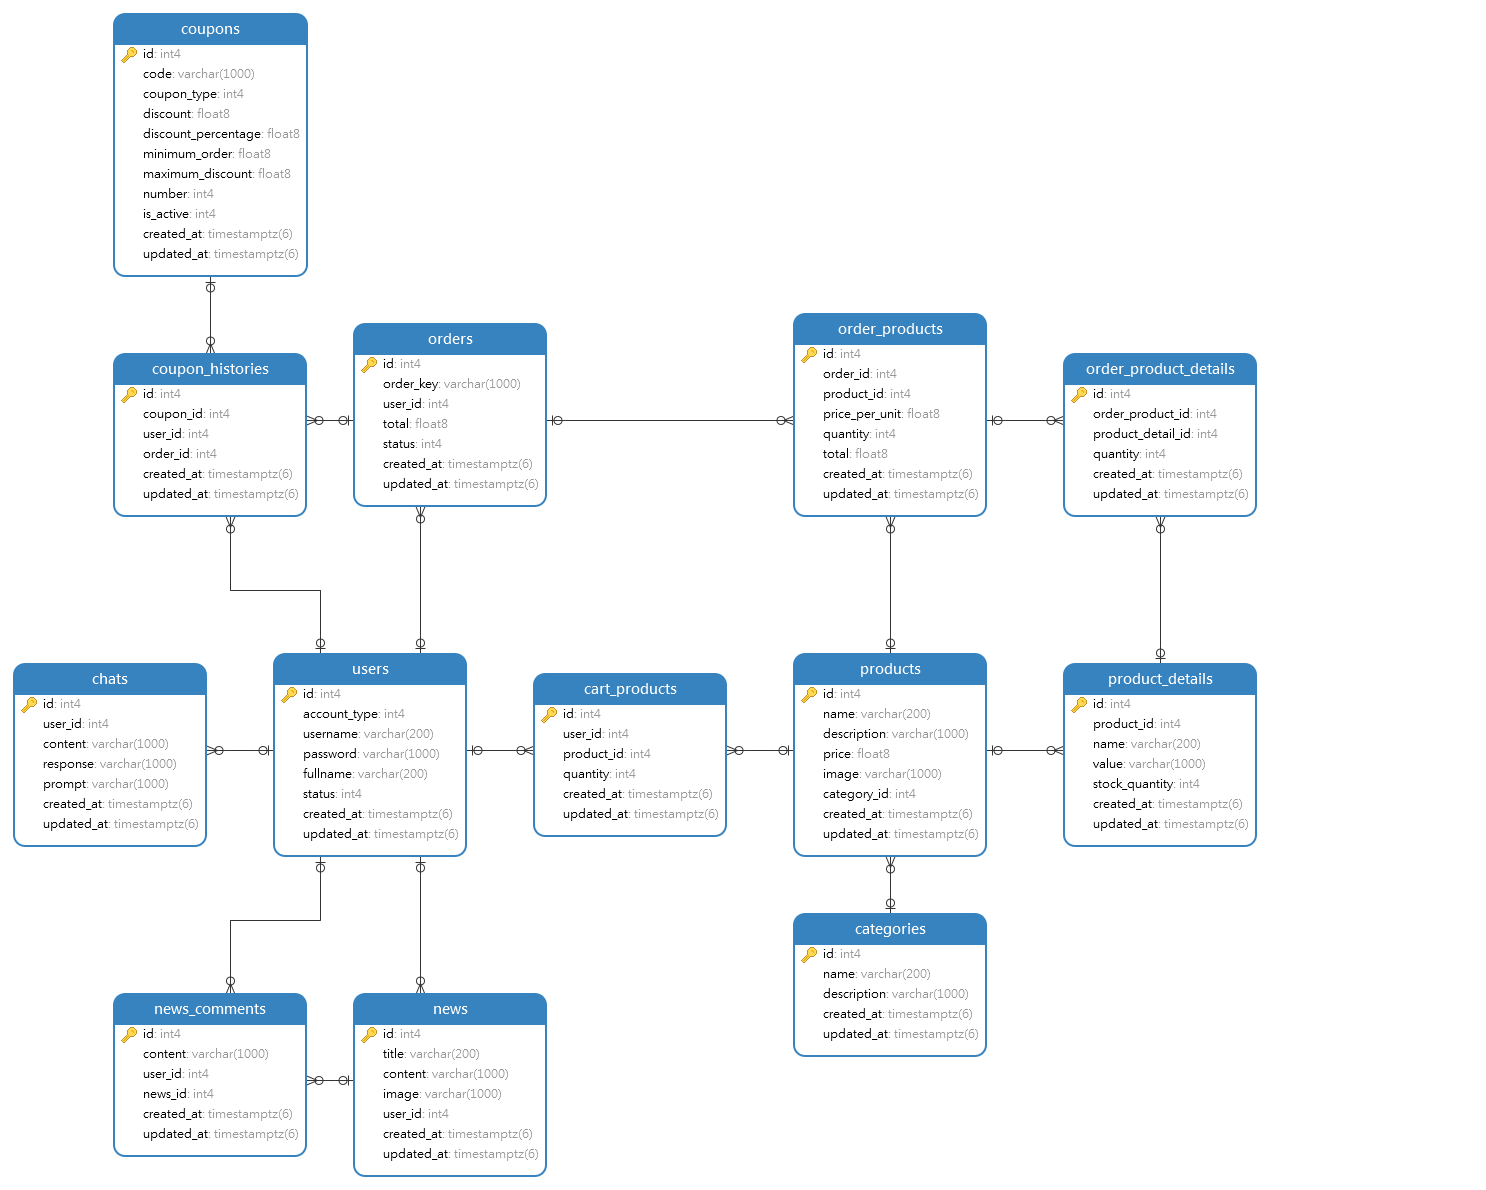 coupons
id: int4
code: varchar(1000)
coupon_type: int4
discount: float8
discount_percentage: float8
minimum_order: float8
maximum_discount: float8
number: int4
is_active: int4
created_at: timestamptz(6)
updated_at: timestamptz(6)
coupon_histories
id: int4
coupon_id: int4
user_id: int4
order_id: int4
created_at: timestamptz(6)
updated_at: timestamptz(6)
orders
id: int4
order_key: varchar(1000)
user_id: int4
total: float8
status: int4
created_at: timestamptz(6)
updated_at: timestamptz(6)
order_products
id: int4
order_id: int4
product_id: int4
price_per_unit: float8
quantity: int4
total: float8
created_at: timestamptz(6)
updated_at: timestamptz(6)
order_product_details
id: int4
order_product_id: int4
product_detail_id: int4
quantity: int4
created_at: timestamptz(6)
updated_at: timestamptz(6)
chats
id: int4
user_id: int4
content: varchar(1000)
response: varchar(1000)
prompt: varchar(1000)
created_at: timestamptz(6)
updated_at: timestamptz(6)
users
id: int4
account_type: int4
username: varchar(200)
password: varchar(1000)
fullname: varchar(200)
status: int4
created_at: timestamptz(6)
updated_at: timestamptz(6)
cart_products
id: int4
user_id: int4
product_id: int4
quantity: int4
created_at: timestamptz(6)
updated_at: timestamptz(6)
products
id: int4
name: varchar(200)
description: varchar(1000)
price: float8
image: varchar(1000)
category_id: int4
created_at: timestamptz(6)
updated_at: timestamptz(6)
product_details
id: int4
product_id: int4
name: varchar(200)
value: varchar(1000)
stock_quantity: int4
created_at: timestamptz(6)
updated_at: timestamptz(6)
categories
id: int4
name: varchar(200)
description: varchar(1000)
created_at: timestamptz(6)
updated_at: timestamptz(6)
news_comments
id: int4
content: varchar(1000)
user_id: int4
news_id: int4
created_at: timestamptz(6)
updated_at: timestamptz(6)
news
id: int4
title: varchar(200)
content: varchar(1000)
image: varchar(1000)
user_id: int4
created_at: timestamptz(6)
updated_at: timestamptz(6)